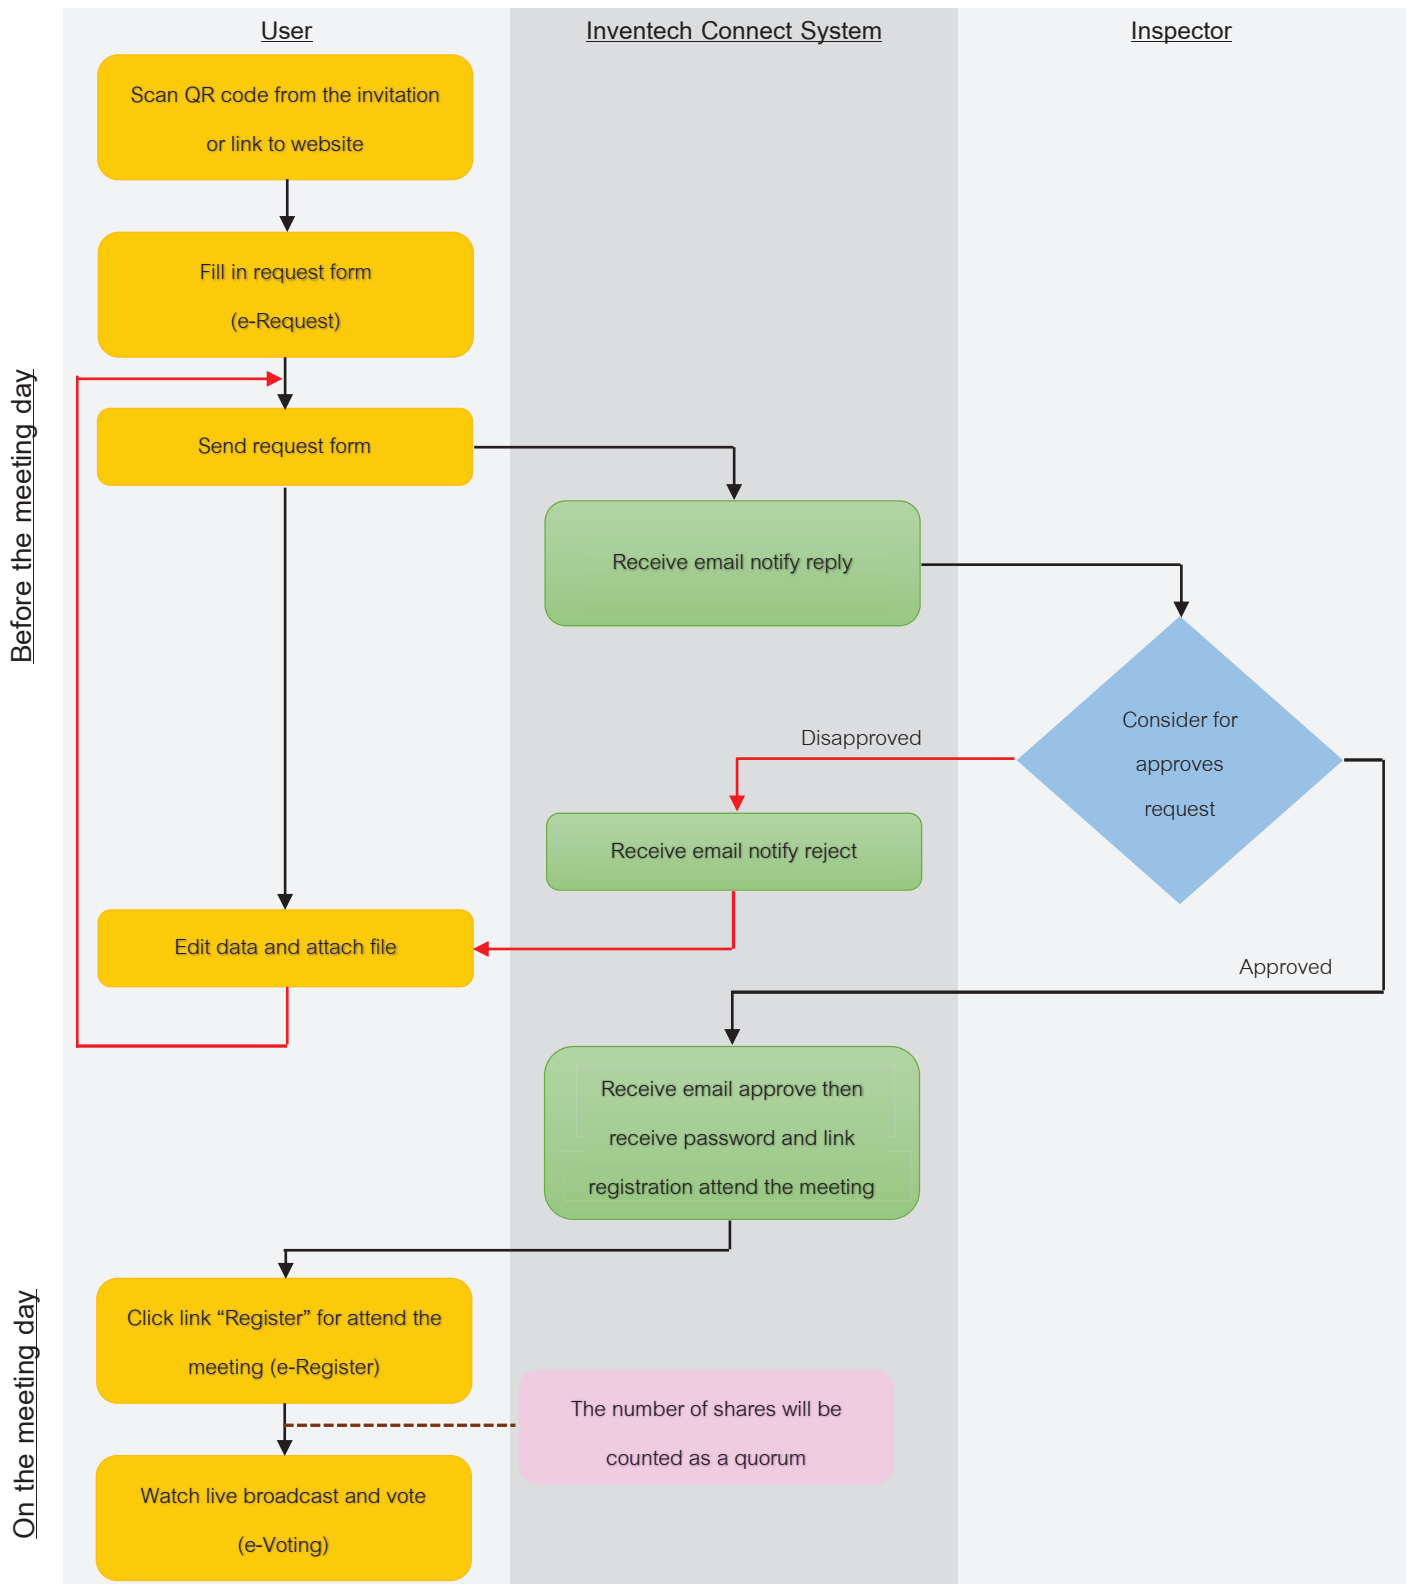 User
Inventech Connect System
Inspector
Before the meeting day
Scan QR code from the invitation
or link to website
Fill in request form
(e-Request)
Send request form
Receive email notify reply
Consider for
approves
request
Disapproved
Receive email notify reject
Edit data and attach file
Approved
Receive email approve then
receive password and link
registration attend the meeting
On the meeting day
Click link “Register” for attend the
meeting (e-Register)
The number of shares will be
counted as a quorum
Watch live broadcast and vote
(e-Voting)